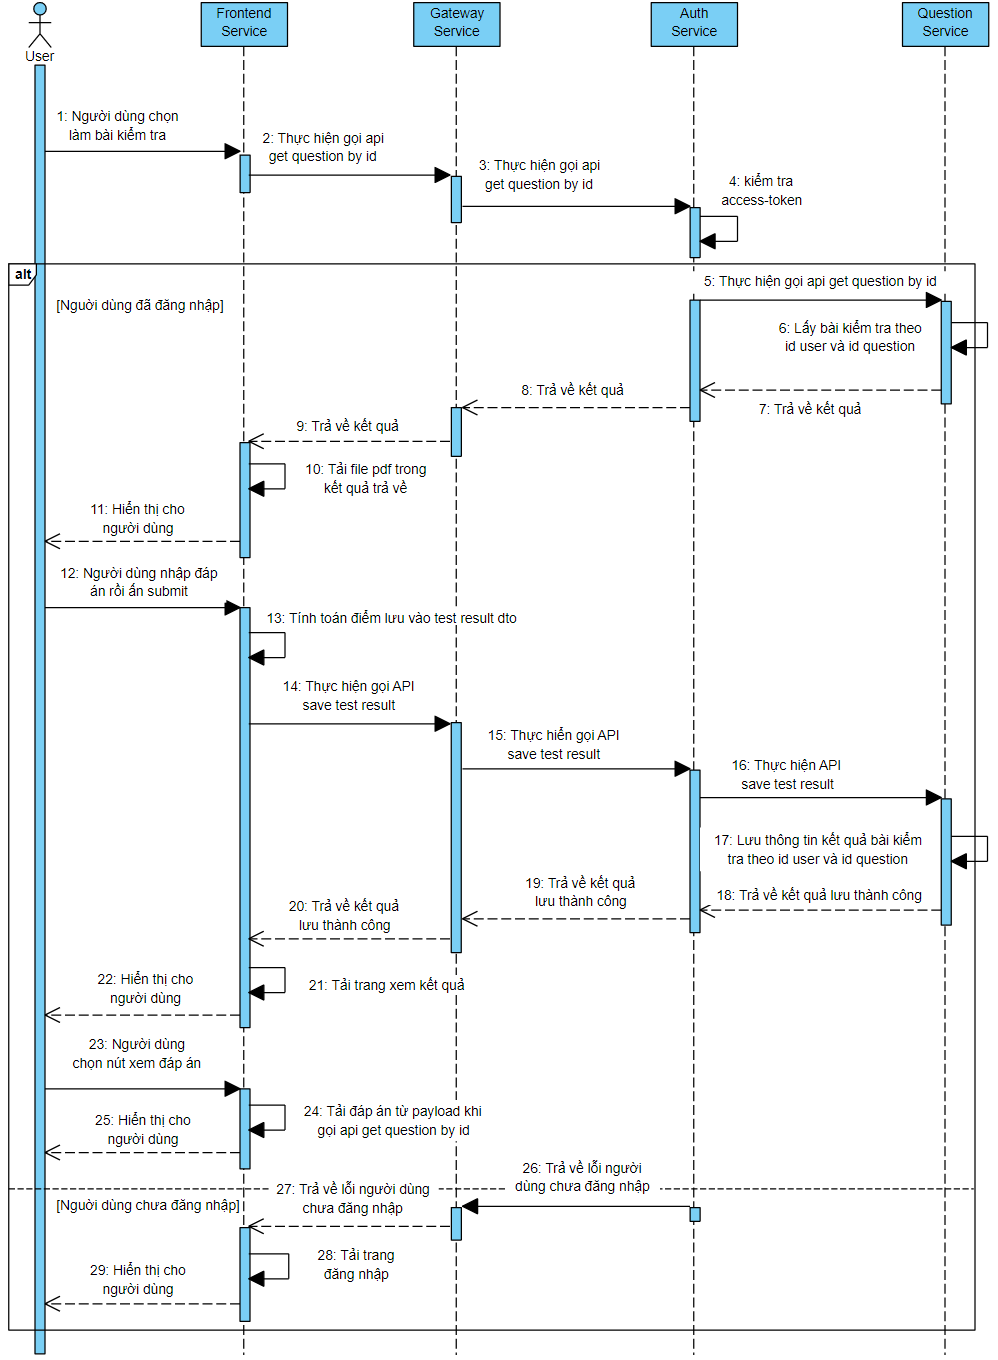 Frontend
Service
Gateway
Service
Auth
Service
Question
Service
User
1: Người dùng chọn
làm bài kiểm tra
2: Thực hiện gọi api
get question by id
3: Thực hiện gọi api
get question by id
4: kiểm tra
access-token
alt
[Người dùng đã đăng nhập]
5: Thực hiện gọi api get question by id
6: Lấy bài kiểm tra theo
id user và id question
7: Trả về kết quả
8: Trả về kết quả
9: Trả về kết quả
10: Tải file pdf trong
kết quả trả về
11: Hiển thị cho
người dùng
12: Người dùng nhập đáp
án rồi ấn submit
13: Tính toán điểm lưu vào test result dto
14: Thực hiện gọi API
save test result
15: Thực hiển gọi API
save test result
16: Thực hiện API
save test result
17: Lưu thông tin kết quả bài kiểm
tra theo id user và id question
18: Trả về kết quả lưu thành công
19: Trả về kết quả
lưu thành công
20: Trả về kết quả
lưu thành công
21: Tải trang xem kết quả
22: Hiển thị cho
người dùng
23: Người dùng
chọn nút xem đáp án
24: Tải đáp án từ payload khi
gọi api get question by id
25: Hiển thị cho
người dùng
26: Trả về lỗi người
dùng chưa đăng nhập
27: Trả về lỗi người dùng
chưa đăng nhập
[Người dùng chưa đăng nhập]
28: Tải trang
đăng nhập
29: Hiển thị cho
người dùng